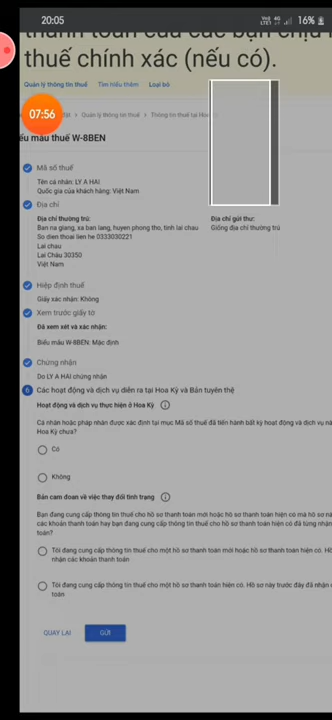 20:05
Vo)
LTE1
4G
16%
thanh toán của các bạn chịu
thuế chính xác (nếu có).
Quản lý thông tin thuế Tìm hiểu thêm Loại bỏ
07:56
Quản lý thông tin thuế > Thông tin thuế tại
mẫu thuế W-8BEN
Mã số thuế
Tên cá nhân: LY A HAI
Quốc gia của khách hàng: Việt Nam
Địa chỉ
Địa chỉ thường trú:
Ban na giang, xa ban lang, huyen phong tho, tinh lai chau
So dien thoai lien he 0333030221
Lai chau
Lai Châu 30350
Việt Nam
Địa chỉ gửi thư:
Giống địa chỉ thường trú
Hiệp định thuế
Giấy xác nhận: Không
Xem trước giấy tờ
Đã xem xét và xác nhận:
Biểu mẫu W-8BEN: Mặc định
Chứng nhận
Do LY A HAI chứng nhận
6 Các hoạt động và dịch vụ diễn ra tại Hoa Kỳ và Bản tuyên thệ
Hoạt động và dịch vụ thực hiện ở Hoa Kỳ
Cá nhân hoặc pháp nhân được xác định tại mục Mã số thuế đã tiến hành bất kỳ hoạt động và dịch vụ
Hoa Kỳ chưa?
Có
Không
Bản cam đoan về việc thay đổi tình trạng
Bạn đang cung cấp thông tin thuế cho hồ sơ thanh toán mới hoặc hồ sơ thanh toán hiện có mà hồ sơ
các khoản thanh toán hay bạn đang cung cấp thông tin thuế cho hồ sơ thanh toán hiện có đã từng nhận
toán?
Tôi đang cung cấp thông tin thuế cho một hồ sơ thanh toán mới hoặc hồ sơ thanh toán hiện có.
nhận các khoản thanh toán
Tôi đang cung cấp thông tin thuế cho một hồ sơ thanh toán hiện có. Hồ sơ này trước đây đã nhận
toán
QUAY LẠI GỬI